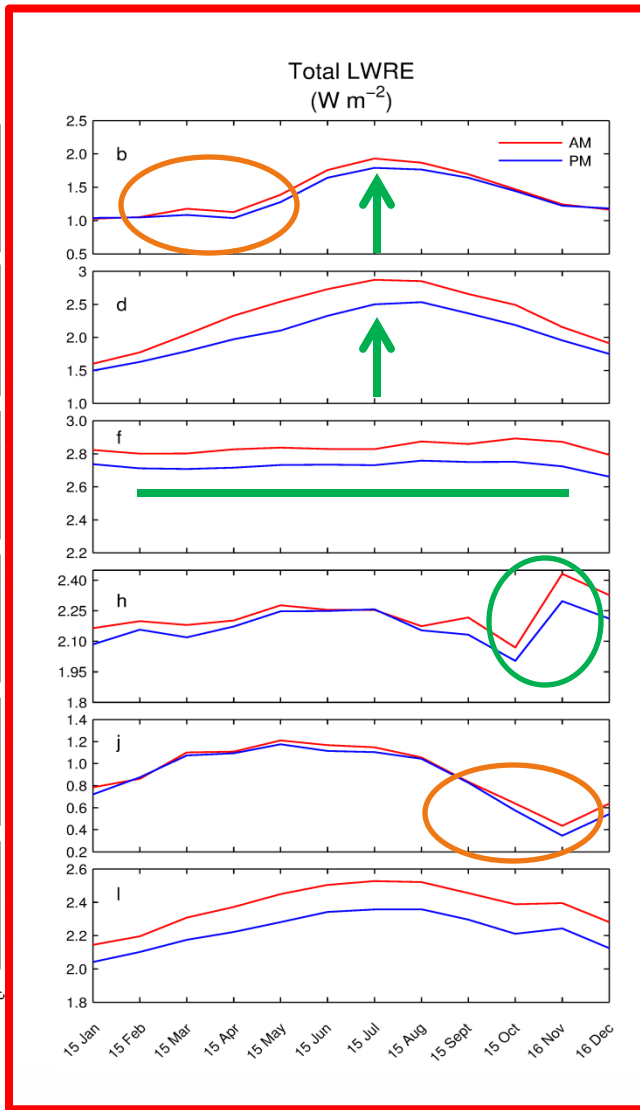 Total LWRE
(W m−2)
2.5
b
AM
2.0
PM
1.5
1.0
0.5
3
d
2.5
2.0
1.5
1.0
3.0
f
2.8
2.6
2.4
2.2
2.40
h
2.25
2.10
1.95
1.8
1.4
j
1.2
1.0
0.8
0.6
0.4
0.2
2.6
l
2.4
2.2
2.0
1.8
15 Jan
15 Feb
15 Mar
15 Apr
15 May
15 Jun
15 Jul
15 Aug
15 Sept
15 Oct
16 Nov
16 Dec